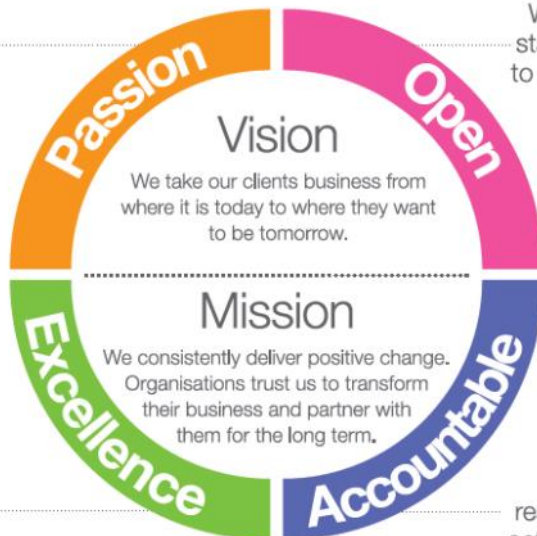 Passion
Open
sta
to
Vision
We take our clients business from
where it is today to where they want
to be tomorrow.
Mission
We consistently deliver positive change.
Organisations trust us to transform
their business and partner with
them for the long term.
Excellence
Accountable
re